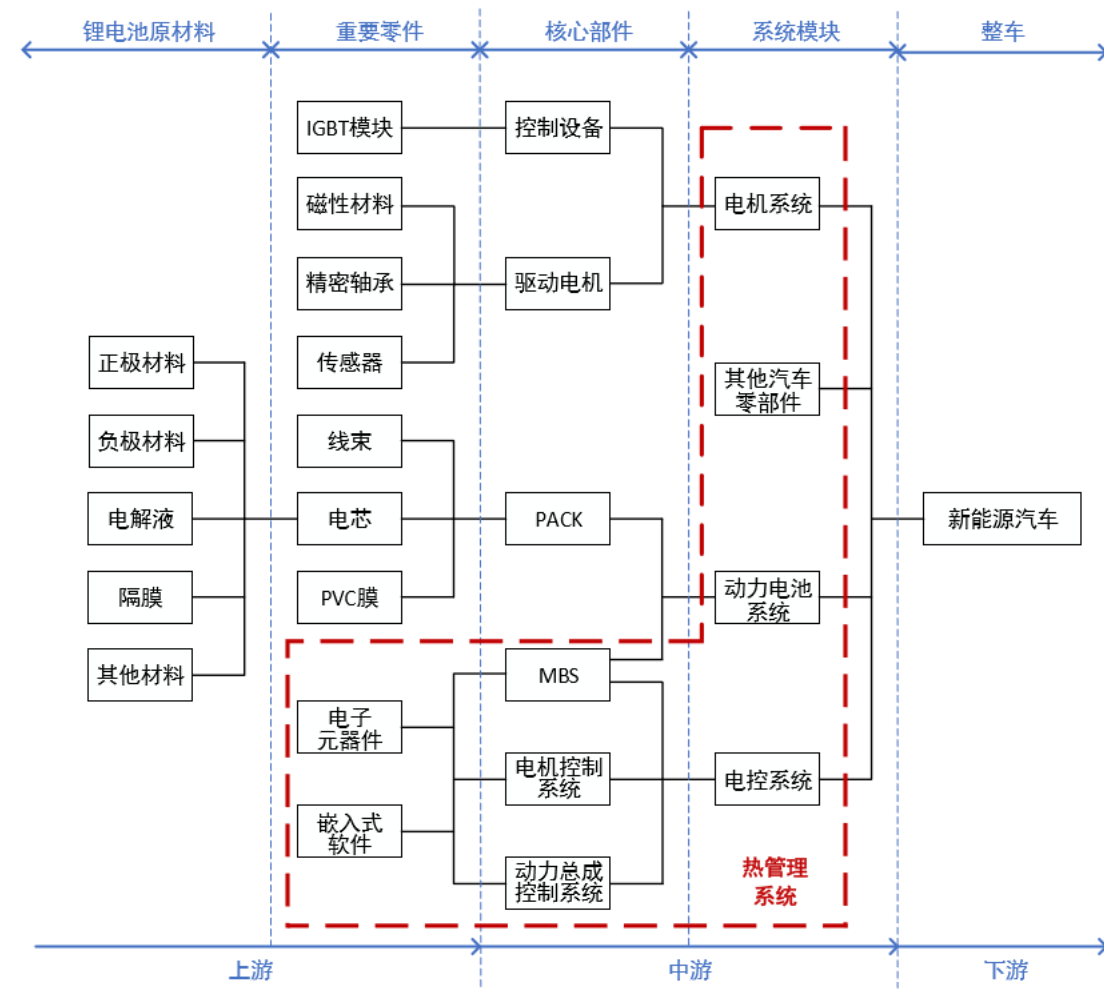 锂电池原材料
重要零件
核心部件
系统模块
整车
IGBT模块
控制设备
磁性材料
电机系统
精密轴承
驱动电机
正极材料
传感器
其他汽车
零部件
负极材料
线束
电解液
电芯
PACK
新能源汽车
隔膜
PVC膜
动力电池
系统
其他材料
MBS
电子
元器件
电机控制
系统
电控系统
嵌入式
软件
动力总成
控制系统
热管理
系统
上游
中游
下游